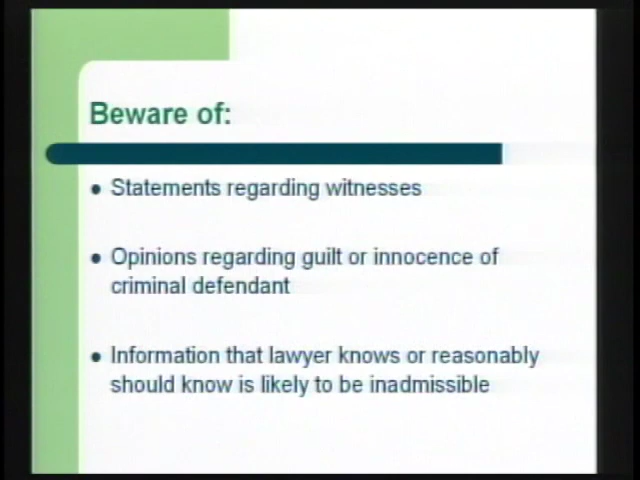 Beware of:
• Statements regarding witnesses
• Opinions regarding guilt or innocence of
criminal defendant
• Information that lawyer knows or reasonably
should know is likely to be inadmissible